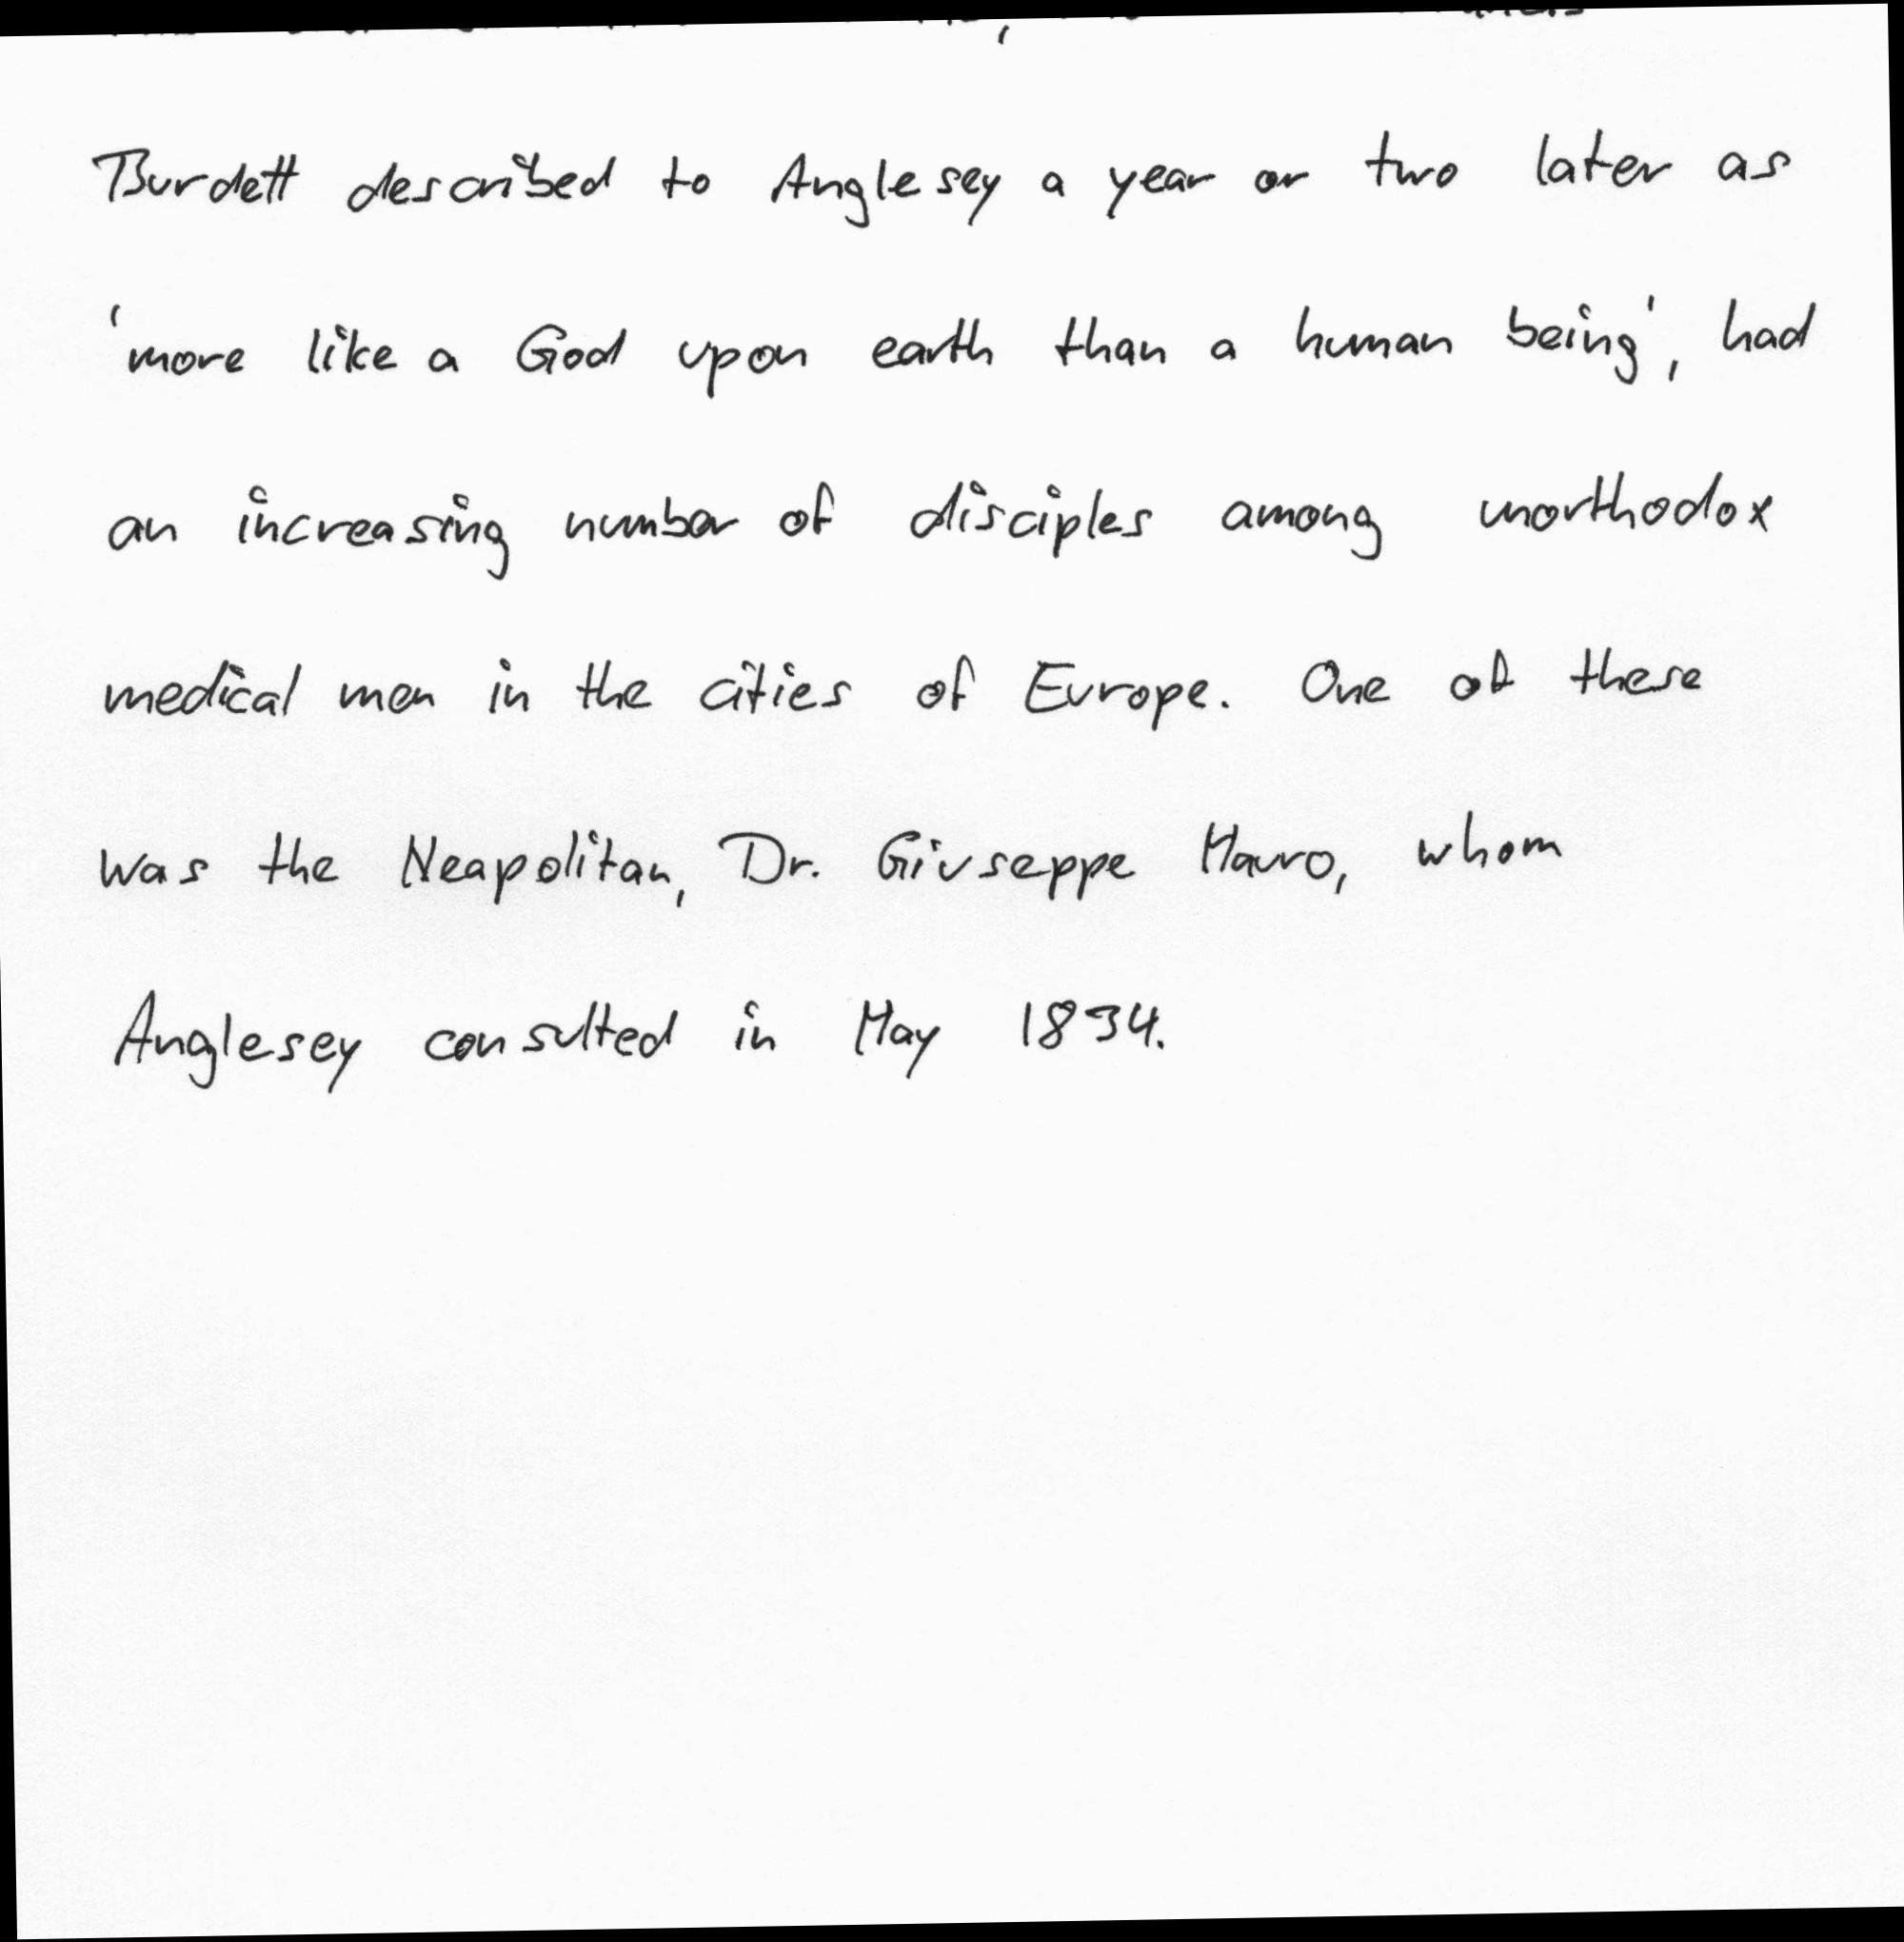 Burdett described to Anglesey a year or two later as
'more like a God upon earth than a human being', had
an increasing number of disciples among unorthodox
medical men in the cities of Europe. One of these
was the Neapolitan, Dr. Giuseppe Mauro, whom
Anglesey consulted in May 1834.